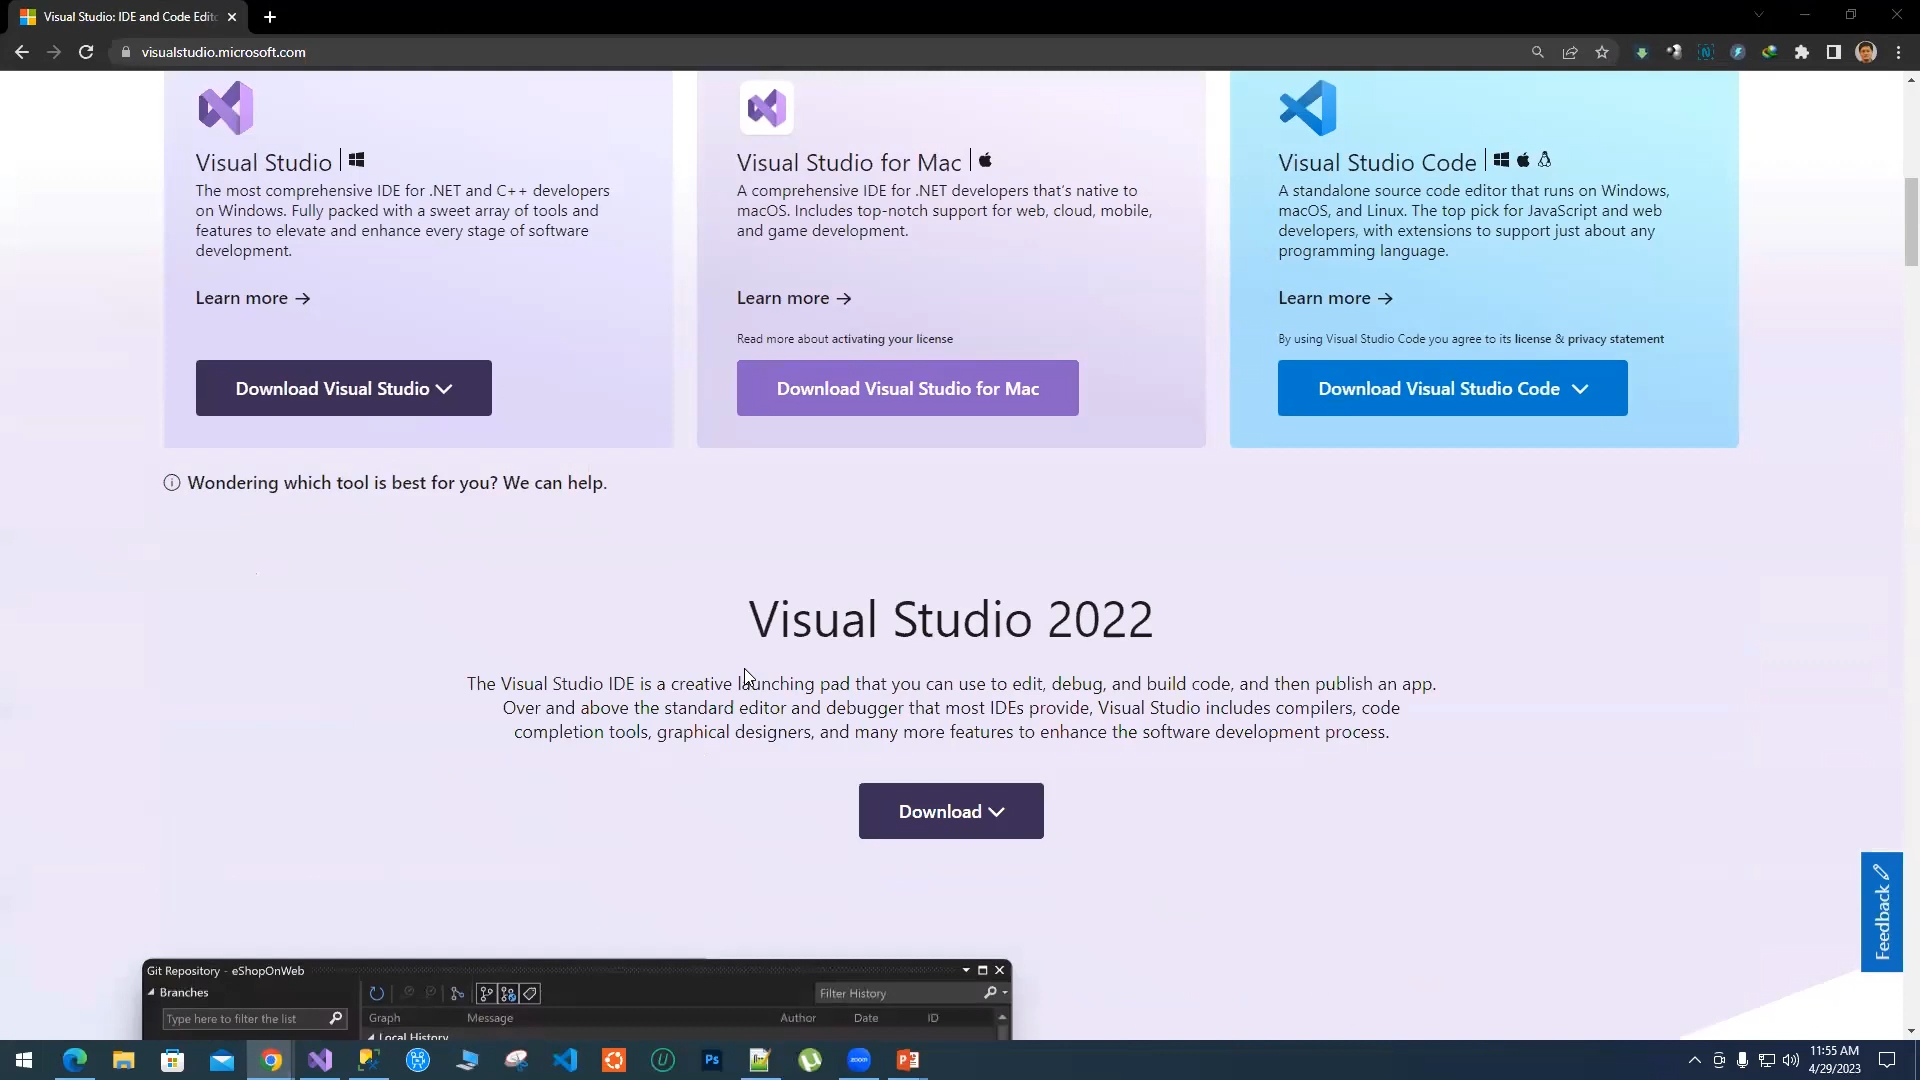 Visual Studio: IDE and Code Edito
visualstudio.microsoft.com
Visual Studio
The most comprehensive IDE for .NET and C++ developers
on Windows. Fully packed with a sweet array of tools and
features to elevate and enhance every stage of software
development.
Learn more →
Download Visual Studio
Visual Studio for Mac
A comprehensive IDE for .NET developers that's native to
macOS. Includes top-notch support for web, cloud, mobile,
and game development.
Learn more →
Read more about activating your license
Download Visual Studio for Mac
Visual Studio Code
A standalone source code editor that runs on Windows,
macOS, and Linux. The top pick for JavaScript and web
developers, with extensions to support just about any
programming language.
Learn more →
By using Visual Studio Code you agree to its license & privacy statement
Download Visual Studio Code
Wondering which tool is best for you? We can help.
Visual Studio 2022
The Visual Studio IDE is a creative launching pad that you can use to edit, debug, and build code, and then publish an app.
Over and above the standard editor and debugger that most IDEs provide, Visual Studio includes compilers, code
completion tools, graphical designers, and many more features to enhance the software development process.
Download
Feedback
Git Repository - eShopOnWeb
Branches
Type here to filter the list
Filter History
Graph Message Author Date ID
Local History
Ps
zoom
11:55 AM
4/29/2023